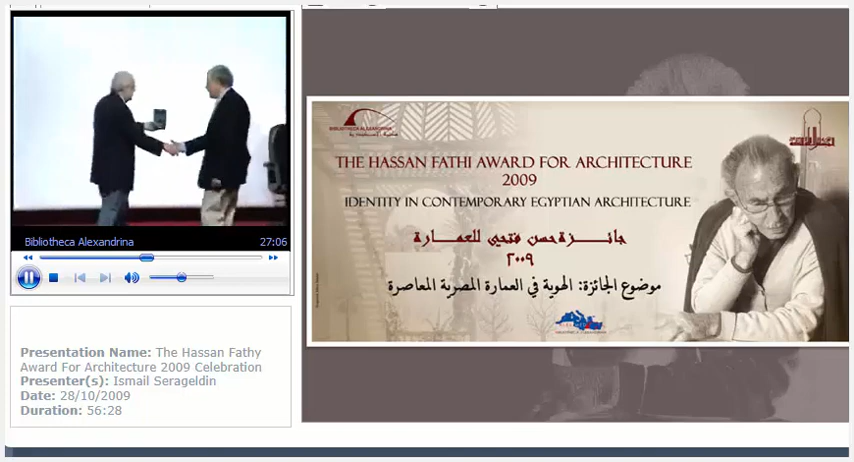 Bibliotheca Alexandrina
27:06
Presentation Name: The Hassan Fathy
Award For Architecture 2009 Celebration
Presenter(s): Ismail Serageldin
Date: 28/10/2009
Duration: 56:28
BIBLIOTHECA ALEXANDRINA
THE HASSAN FATHI AWARD FOR ARCHITECTURE
2009
IDENTITY IN CONTEMPORARY EGYPTIAN ARCHITECTURE
جائزة حسن فتحي للعمارة
٢٠٠٩
موضوع الجائزة: الهوية في العمارة المصرية المعاصرة